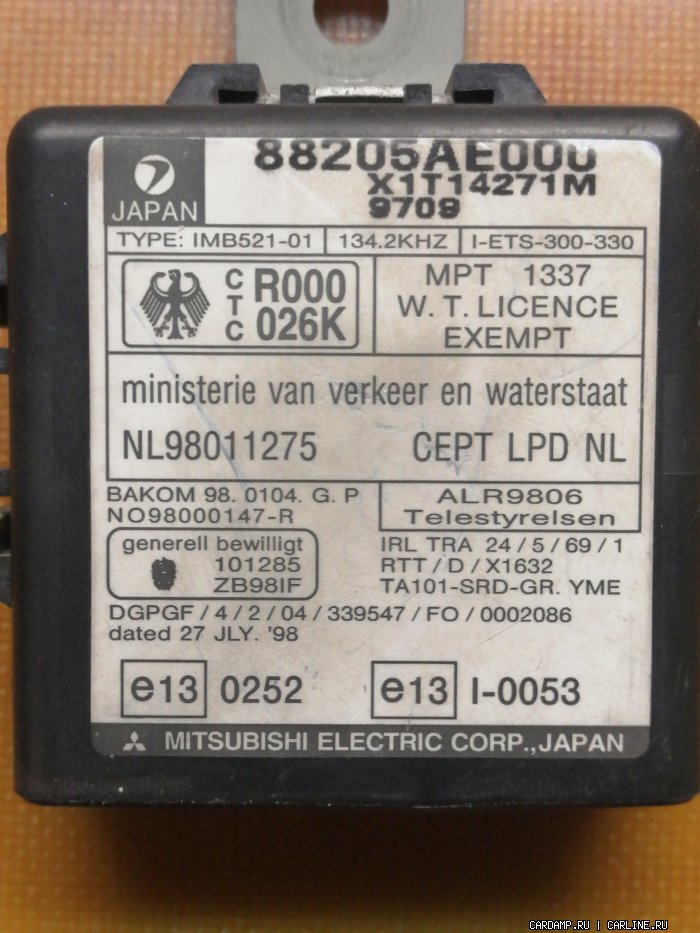 88205AE000
X1T14271M
9709
JAPAN
TYPE: IMB521-01 134.2KHZ I-ETS-300-330
CTC R000 026K
MPT 1337
W. T. LICENCE
EXEMPT
ministerie van verkeer en waterstaat
NL98011275 CEPT LPD NL
BAKOM 98. 0104. G. P
NO98000147-R
ALR9806
Telestyrelsen
generell bewilligt
101285
ZB98IF
IRL TRA 24/5/69/1
RTT/D/X1632
TA101-SRD-GR. YME
DGPGF/4/2/04/339547/FO/0002086
dated 27 JLY. '98
e13 0252 e13 I-0053
MITSUBISHI ELECTRIC CORP.,JAPAN
CARDAMP.RU | CARLINE.RU